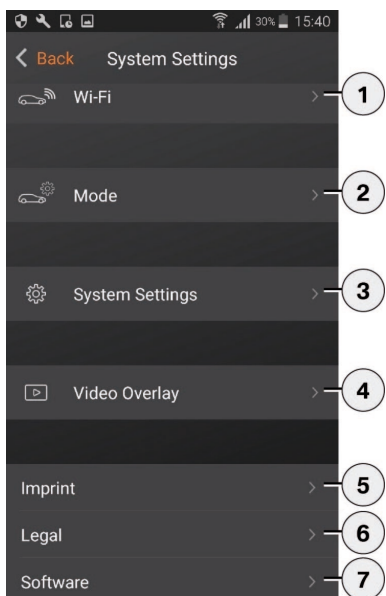 30% 15:40
Back System Settings
Wi-Fi 1
Mode 2
System Settings 3
Video Overlay 4
Imprint 5
Legal 6
Software 7